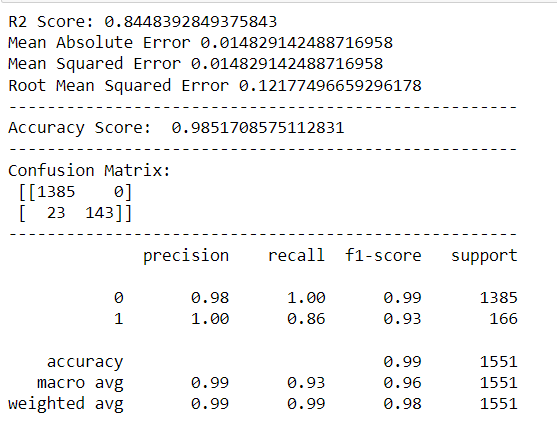 R2 Score: 0.8448392849375843
Mean Absolute Error 0.014829142488716958
Mean Squared Error 0.014829142488716958
Root Mean Squared Error 0.12177496659296178
-----------------------------------------------------
Accuracy Score:  0.9851708575112831
-----------------------------------------------------
Confusion Matrix:
 [[1385    0]
 [  23  143]]
-----------------------------------------------------
              precision    recall  f1-score   support

           0       0.98      1.00      0.99      1385
           1       1.00      0.86      0.93       166

    accuracy                           0.99      1551
   macro avg       0.99      0.93      0.96      1551
weighted avg       0.99      0.99      0.98      1551